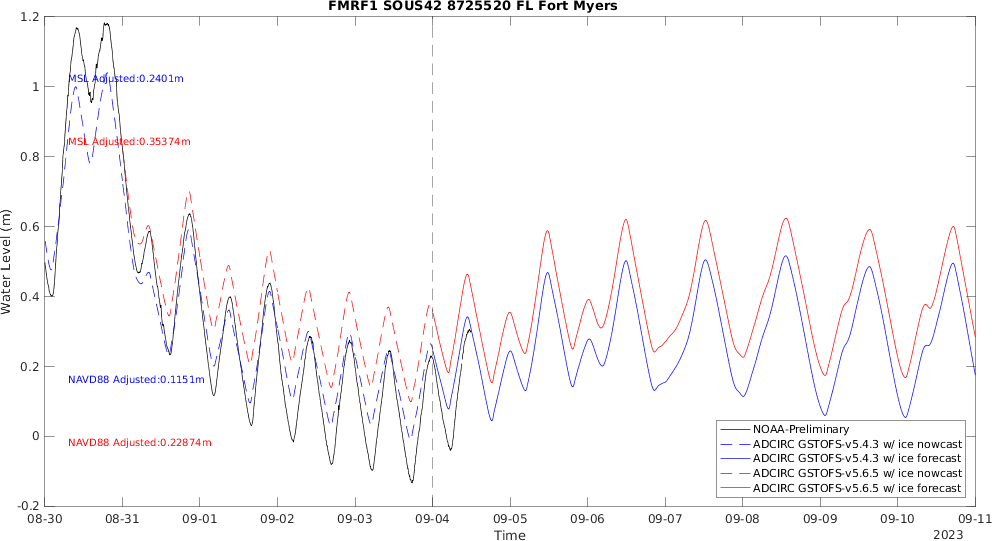 FMRF1 SOUS42 8725520 FL Fort Myers
1.2
1
0.8
0.6
0.4
0.2
0
-0.2
Water Level (m)
MSL Adjusted:0.2401m
MSL Adjusted:0.35374m
NAVD88 Adjusted:0.1151m
NAVD88 Adjusted:0.22874m
NOAA-Preliminary
ADCIRC GSTOFS-v5.4.3 w/ ice nowcast
ADCIRC GSTOFS-v5.4.3 w/ ice forecast
ADCIRC GSTOFS-v5.6.5 w/ ice nowcast
ADCIRC GSTOFS-v5.6.5 w/ ice forecast
08-30 08-31 09-01 09-02 09-03 09-04 09-05 09-06 09-07 09-08 09-09 09-10 09-11
Time
2023